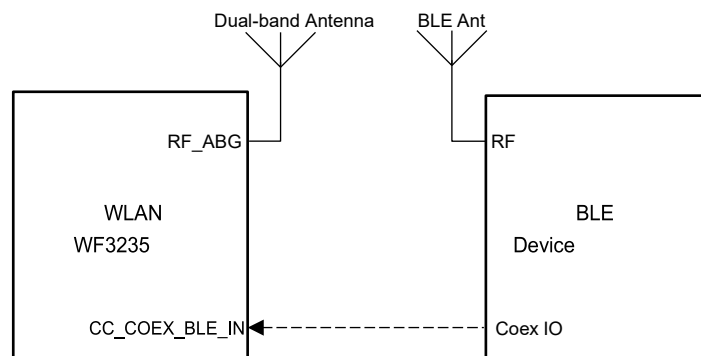 Dual-band Antenna
BLE Ant
RF_ABG
RF
WLAN
WF3235
BLE
Device
CC_COEX_BLE_IN
Coex IO